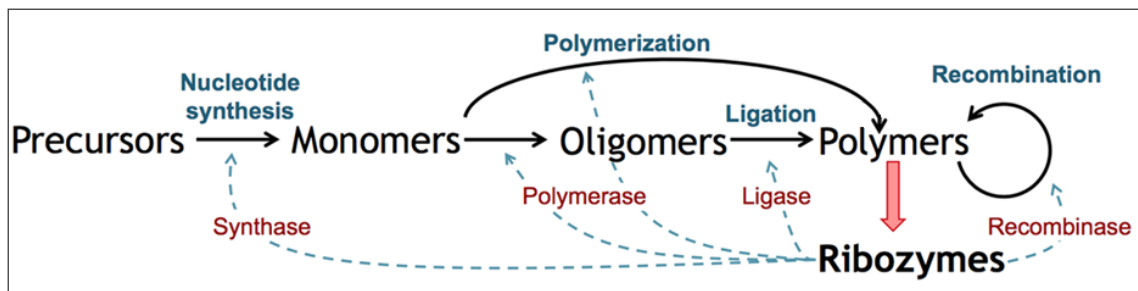 Polymerization
Nucleotide
synthesis
Recombination
Ligation
Precursors Monomers Oligomers Polymers
Synthase Polymerase Ligase Recombinase
Ribozymes